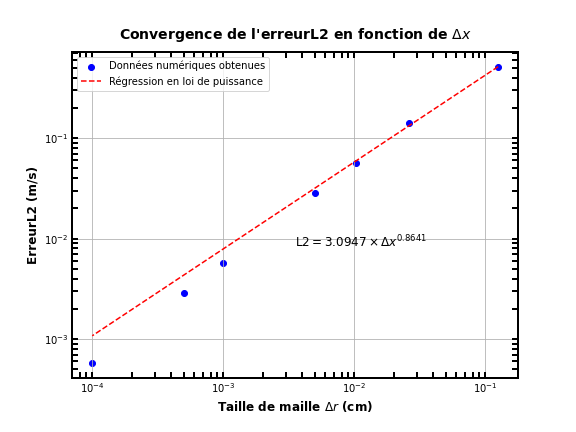 Convergence de l'erreurL2 en fonction de Δx
Données numériques obtenues
Régression en loi de puissance
10⁻¹
10⁻²
10⁻³
ErreurL2 (m/s)
L2 = 3.0947 × Δx⁰·⁸⁶⁴¹
10⁻⁴ 10⁻³ 10⁻² 10⁻¹
Taille de maille Δr (cm)